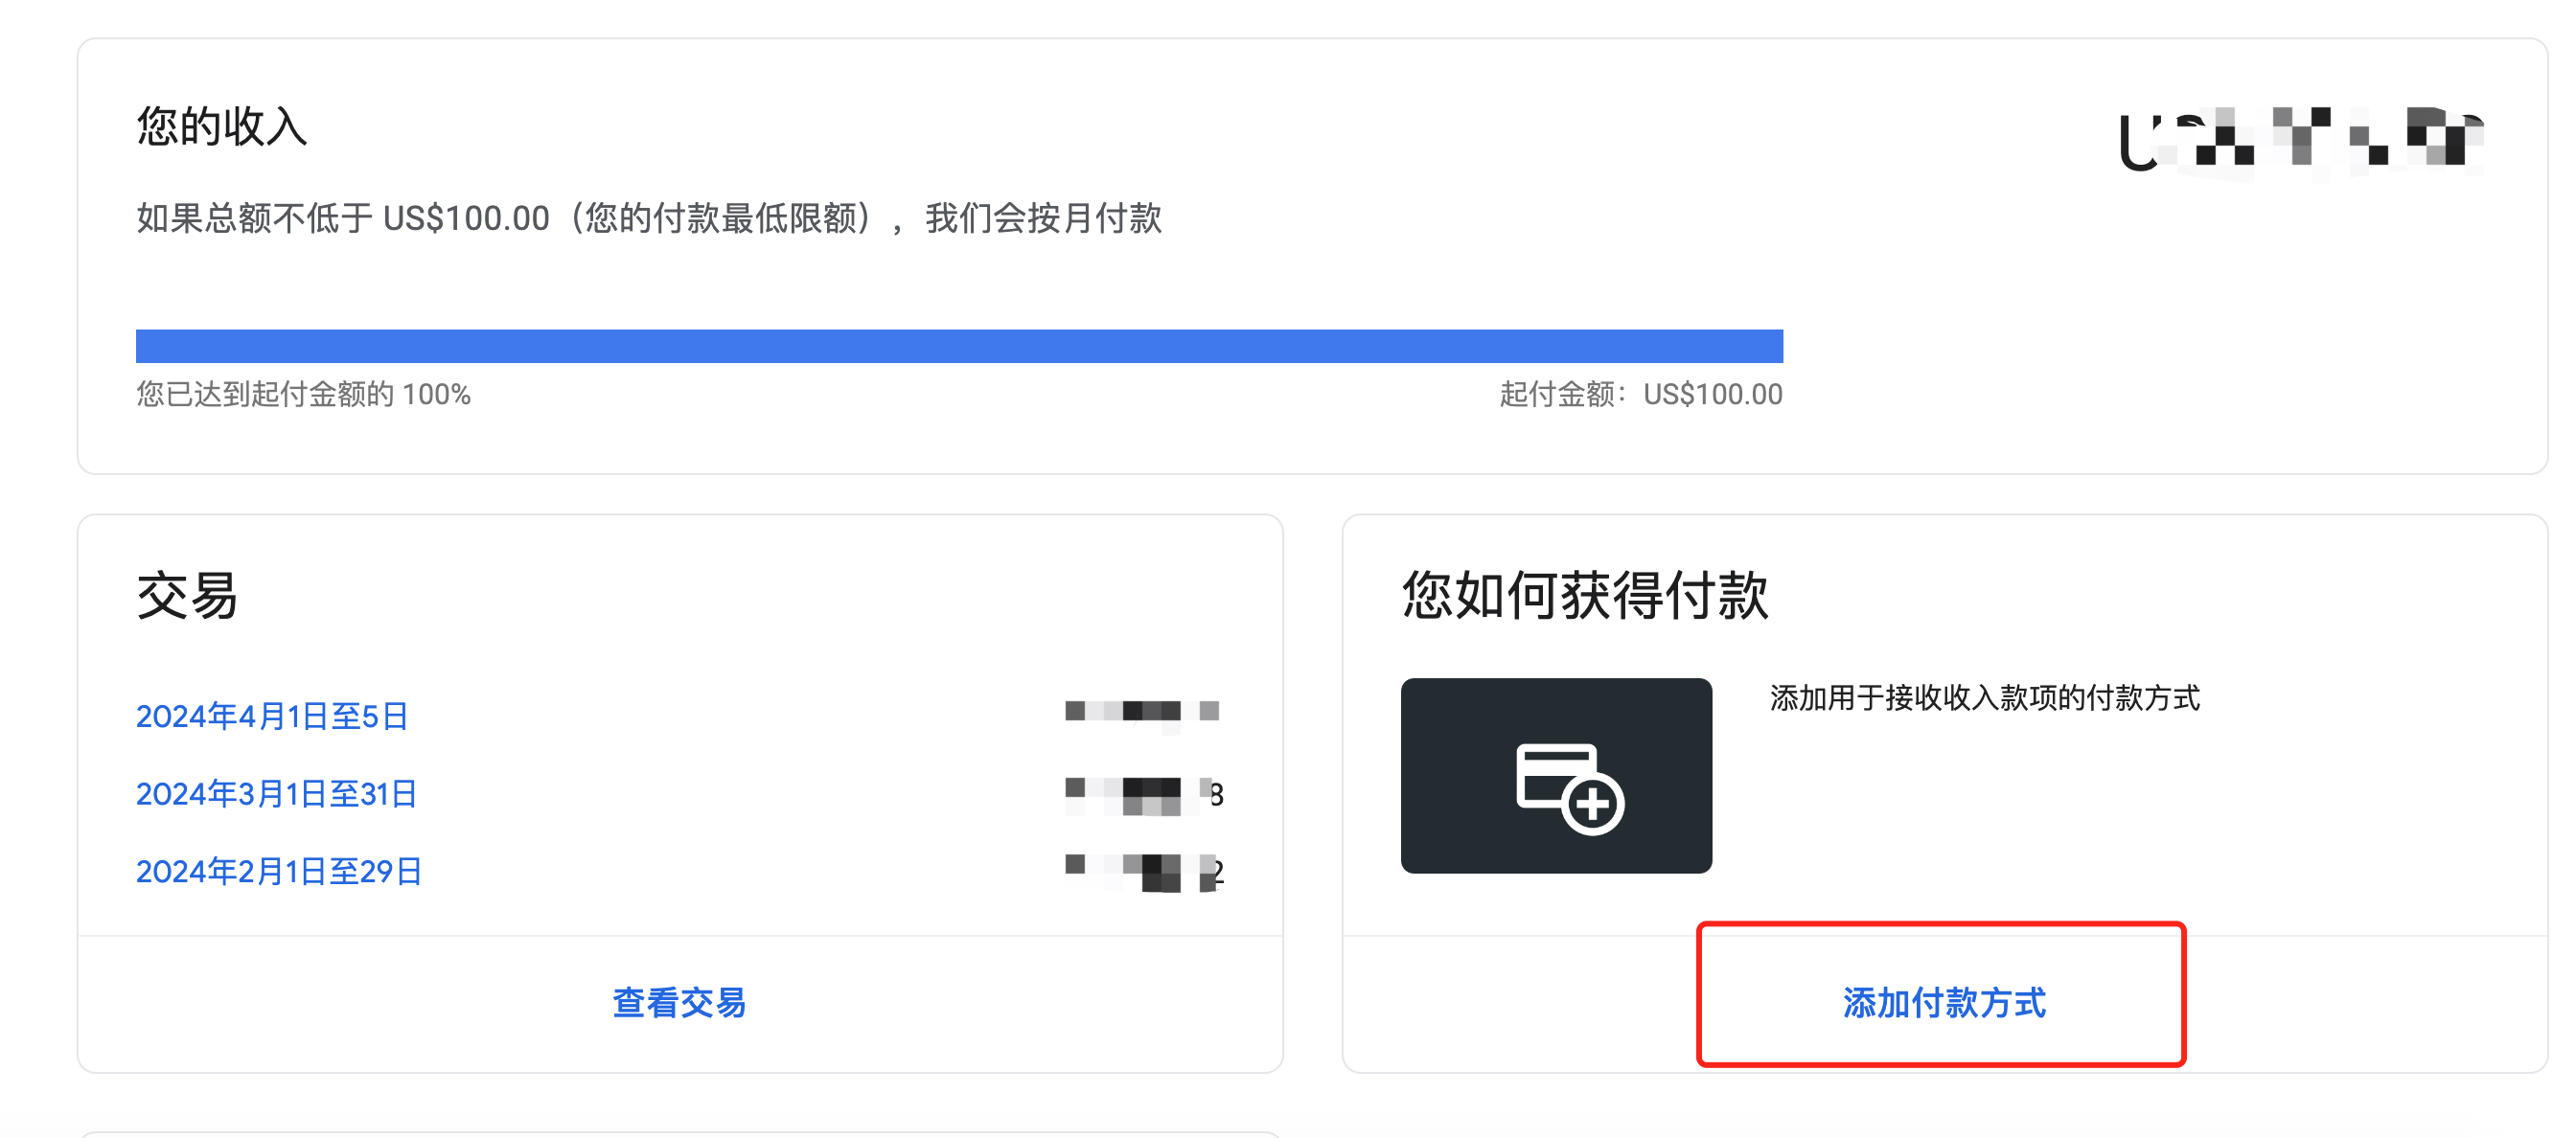 您的收入
如果总额不低于 US$100.00（您的付款最低限额），我们会按月付款
您已达到起付金额的 100%
起付金额：US$100.00
交易
2024年4月1日至5日
2024年3月1日至31日
8
2024年2月1日至29日
2
查看交易
您如何获得付款
添加用于接收收入款项的付款方式
添加付款方式